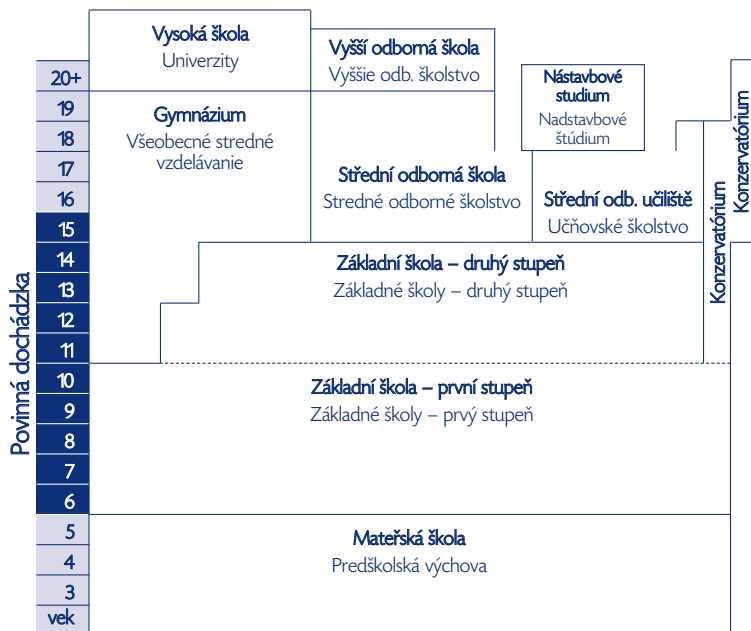 Vysoká škola
Univerzity
Vyšší odborná škola
Vyššie odb. školstvo
Nástavbové
studium
Nadstavbové
štúdium
Gymnázium
Všeobecné stredné
vzdelávanie
Střední odborná škola
Stredné odborné školstvo
Střední odb. učiliště
Učňovské školstvo
Konzervatórium
Konzervatórium
Základní škola – druhý stupeň
Základné školy – druhý stupeň
Základní škola – první stupeň
Základné školy – prvý stupeň
Mateřská škola
Predškolská výchova
Povinná dochádzka
20+
19
18
17
16
15
14
13
12
11
10
9
8
7
6
5
4
3
vek